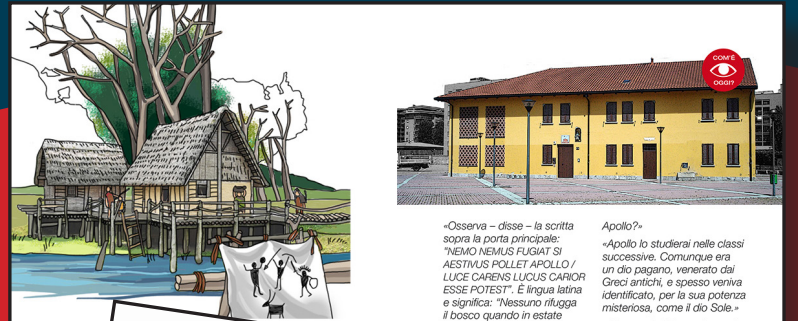 COM'È
OGGI?
«Osserva – disse – la scritta
sopra la porta principale:
"NEMO NEMUS FUGIAT SI
AESTIVUS POLLET APOLLO /
LUCE CARENS LUCUS CARIOR
ESSE POTEST". È lingua latina
e significa: "Nessuno rifugga
il bosco quando in estate
Apollo?»
«Apollo lo studierai nelle classi
successive. Comunque era
un dio pagano, venerato dai
Greci antichi, e spesso veniva
identificato, per la sua potenza
misteriosa, come il dio Sole.»